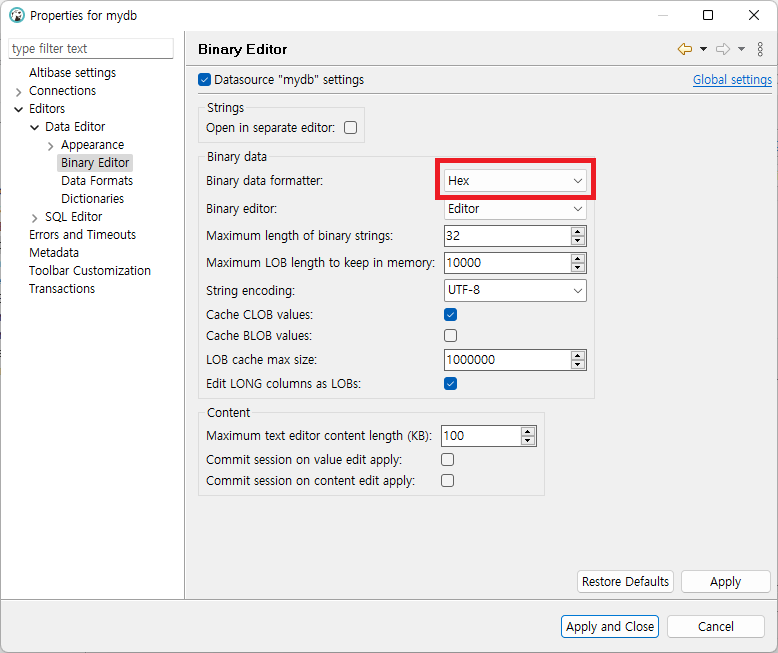 Properties for mydb
type filter text
Altibase settings
Connections
Editors
Data Editor
Appearance
Binary Editor
Data Formats
Dictionaries
SQL Editor
Errors and Timeouts
Metadata
Toolbar Customization
Transactions
Binary Editor
Datasource "mydb" settings
Global settings
Strings
Open in separate editor:
Binary data
Binary data formatter: Hex
Binary editor: Editor
Maximum length of binary strings: 32
Maximum LOB length to keep in memory: 10000
String encoding: UTF-8
Cache CLOB values:
Cache BLOB values:
LOB cache max size: 1000000
Edit LONG columns as LOBs:
Content
Maximum text editor content length (KB): 100
Commit session on value edit apply:
Commit session on content edit apply:
Restore Defaults Apply
Apply and Close Cancel